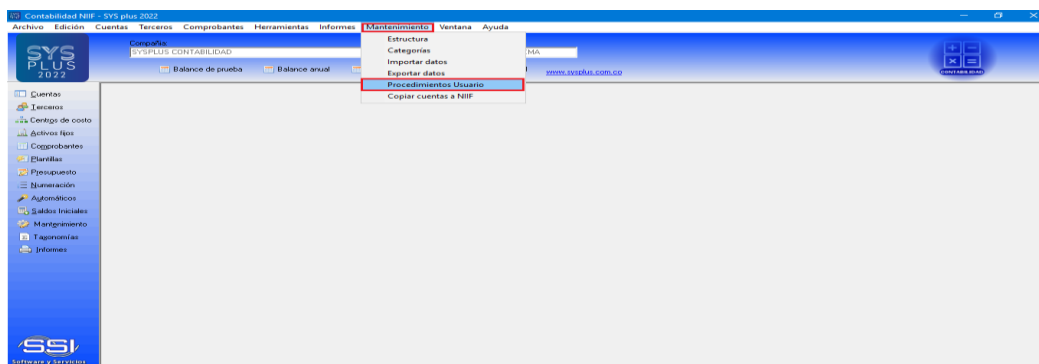 Contabilidad NIIF - SYS plus 2022
Archivo Edición Cuentas Terceros Comprobantes Herramientas Informes Mantenimiento Ventana Ayuda
SYS
PLUS
2022
Compañia:
SYSPLUS CONTABILIDAD
MA
Balance de prueba
Balance anual
www.sysplus.com.co
CONTABILIDAD
Estructura
Categorías
Importar datos
Exportar datos
Procedimientos Usuario
Copiar cuentas a NIIF
Cuentas
Terceros
Centros de costo
Activos fijos
Comprobantes
Plantillas
Presupuesto
Numeración
Automáticos
Saldos Iniciales
Mantenimiento
Taxonomías
Informes
SSI
Software y Servicios